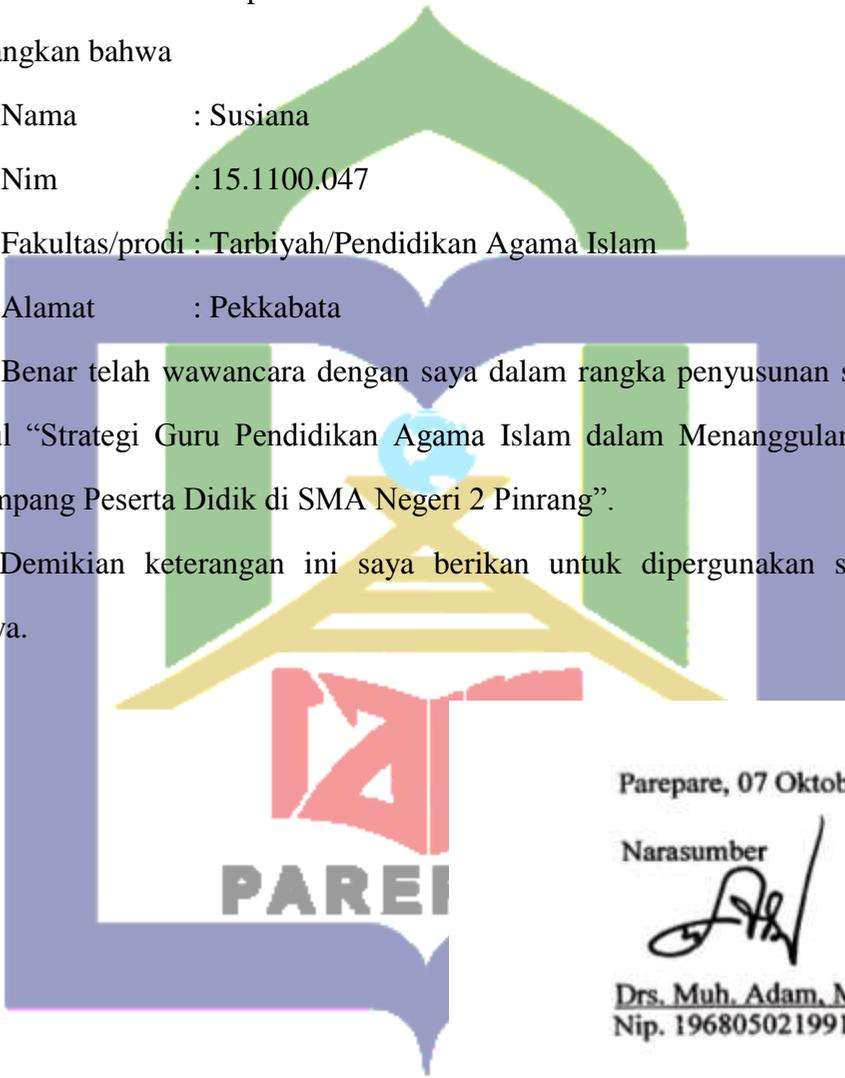 angkan bahwa
Nama : Susiana
Nim : 15.1100.047
Fakultas/prodi : Tarbiyah/Pendidikan Agama Islam
Alamat : Pekkabata
Benar telah wawancara dengan saya dalam rangka penyusunan s
l “Strategi Guru Pendidikan Agama Islam dalam Menanggulan
mpang Peserta Didik di SMA Negeri 2 Pinrang”.
Demikian keterangan ini saya berikan untuk dipergunakan s
ya.
PAREP
Parepare, 07 Oktob
Narasumber
Drs. Muh. Adam, M
Nip. 196805021991